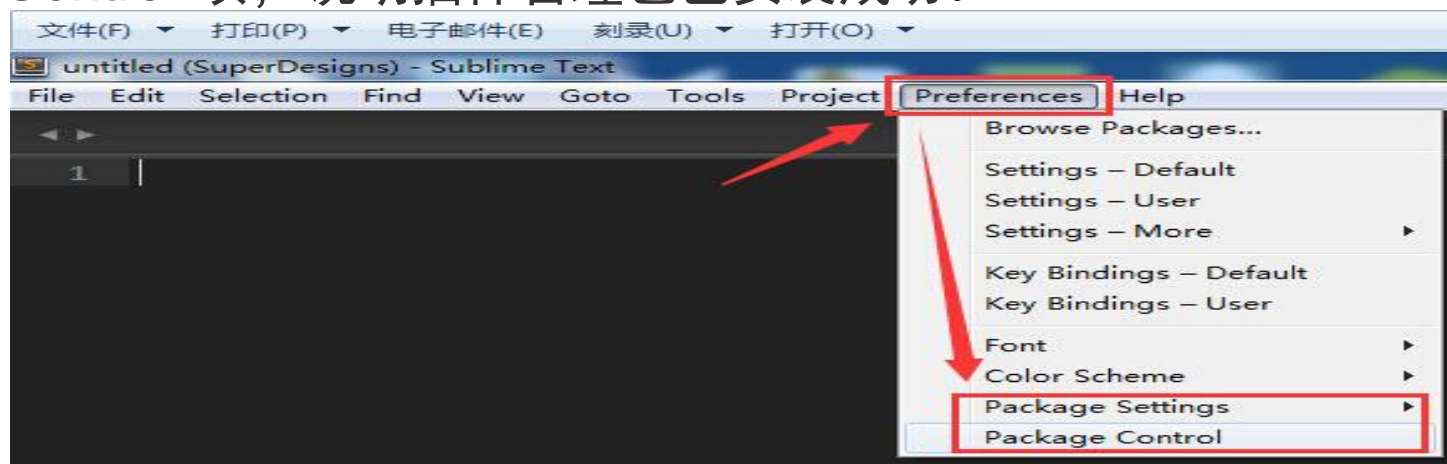 文件(F) 打印(P) 电子邮件(E) 刻录(U) 打开(O)
untitled (SuperDesigns) - Sublime Text
File Edit Selection Find View Goto Tools Project Preferences Help
Browse Packages...
1
Settings – Default
Settings – User
Settings – More
Key Bindings – Default
Key Bindings – User
Font
Color Scheme
Package Settings
Package Control